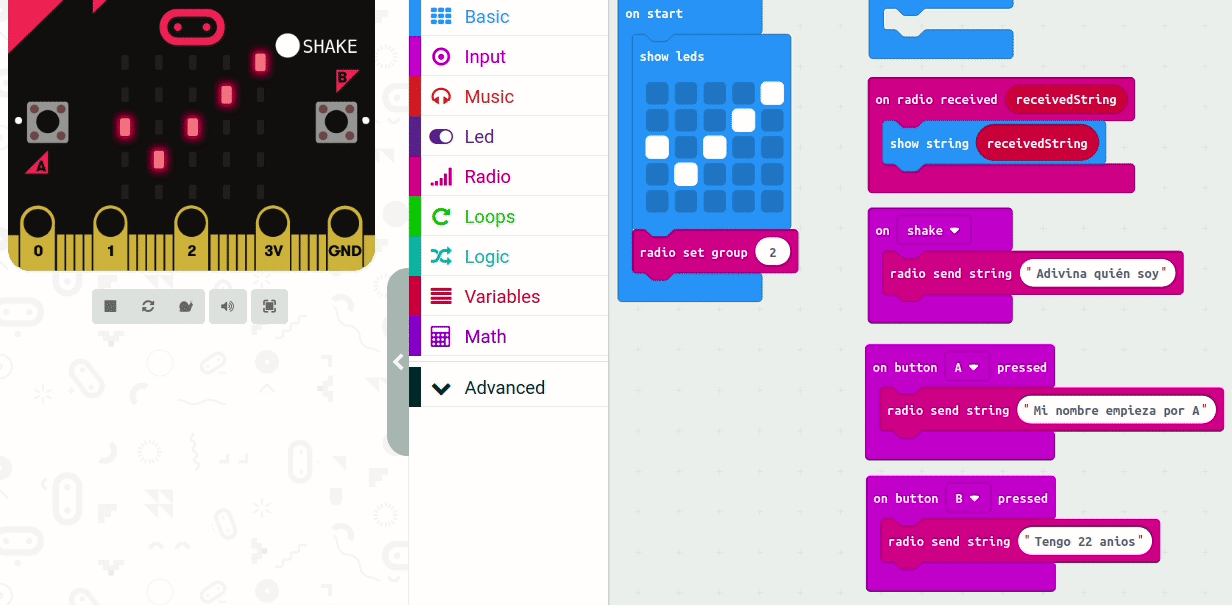 SHAKE
B
A
0 1 2 3V GND
Basic
Input
Music
Led
Radio
Loops
Logic
Variables
Math
Advanced
on start
show leds
radio set group 2
on radio received receivedString
show string receivedString
on shake
radio send string "Adivina quién soy"
on button A pressed
radio send string "Mi nombre empieza por A"
on button B pressed
radio send string "Tengo 22 anios"